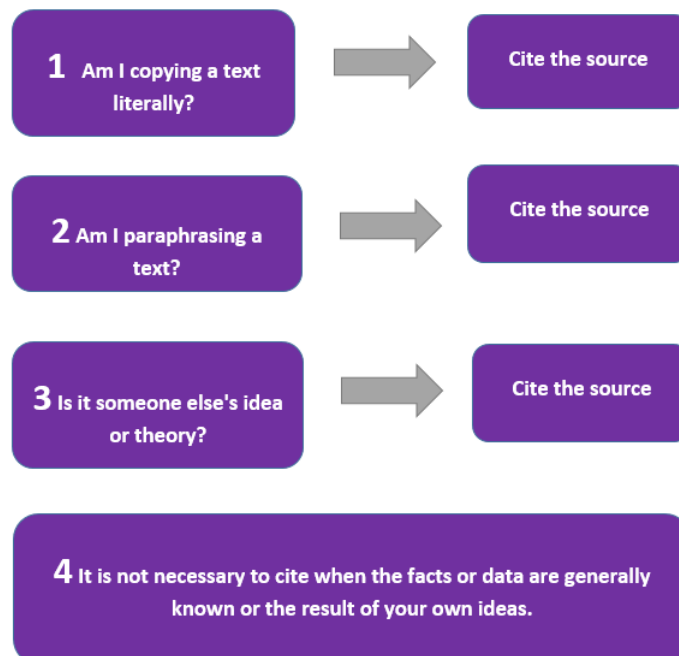 1 Am I copying a text
literally?
Cite the source
2 Am I paraphrasing a
text?
Cite the source
3 Is it someone else's idea
or theory?
Cite the source
4 It is not necessary to cite when the facts or data are generally
known or the result of your own ideas.